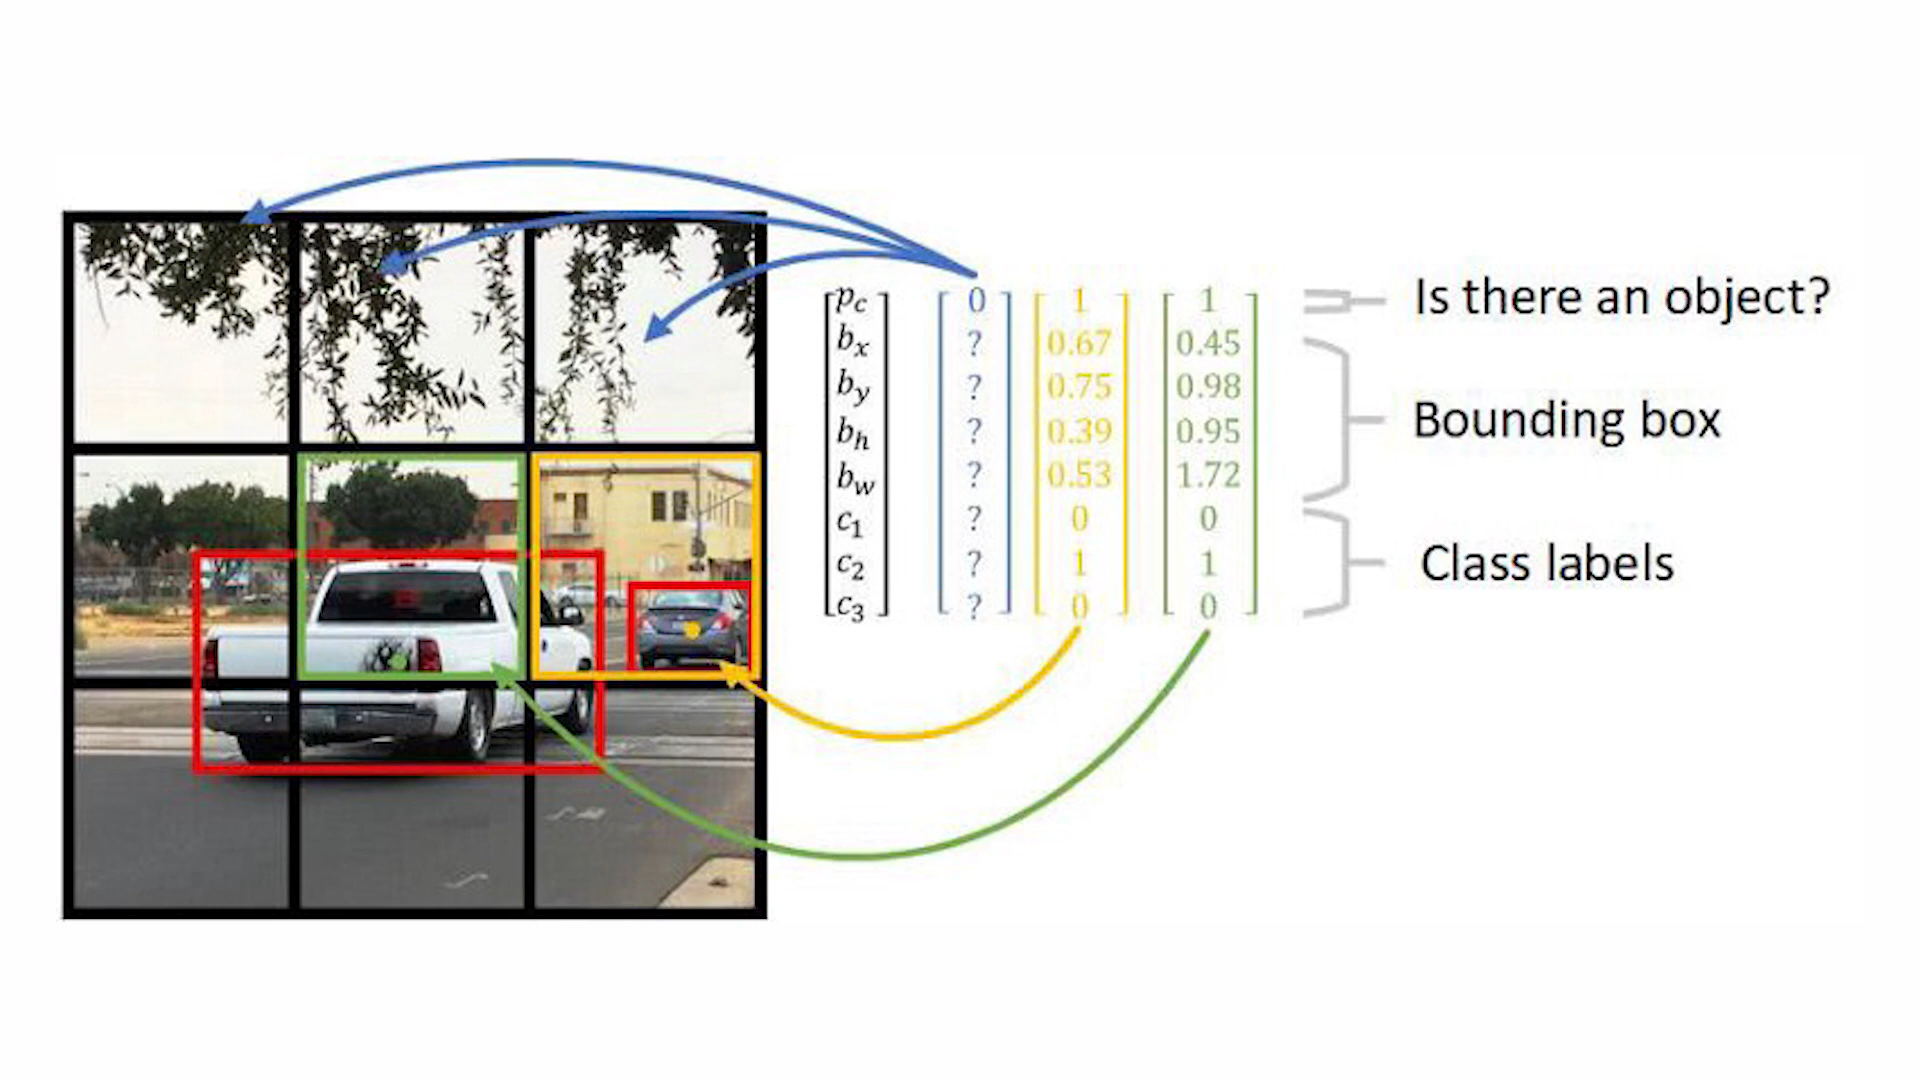 p_c 0 1 1 Is there an object?
b_x ? 0.67 0.45
b_y ? 0.75 0.98
b_h ? 0.39 0.95 Bounding box
b_w ? 0.53 1.72
c_1 ? 0 0
c_2 ? 1 1 Class labels
c_3 ? 0 0